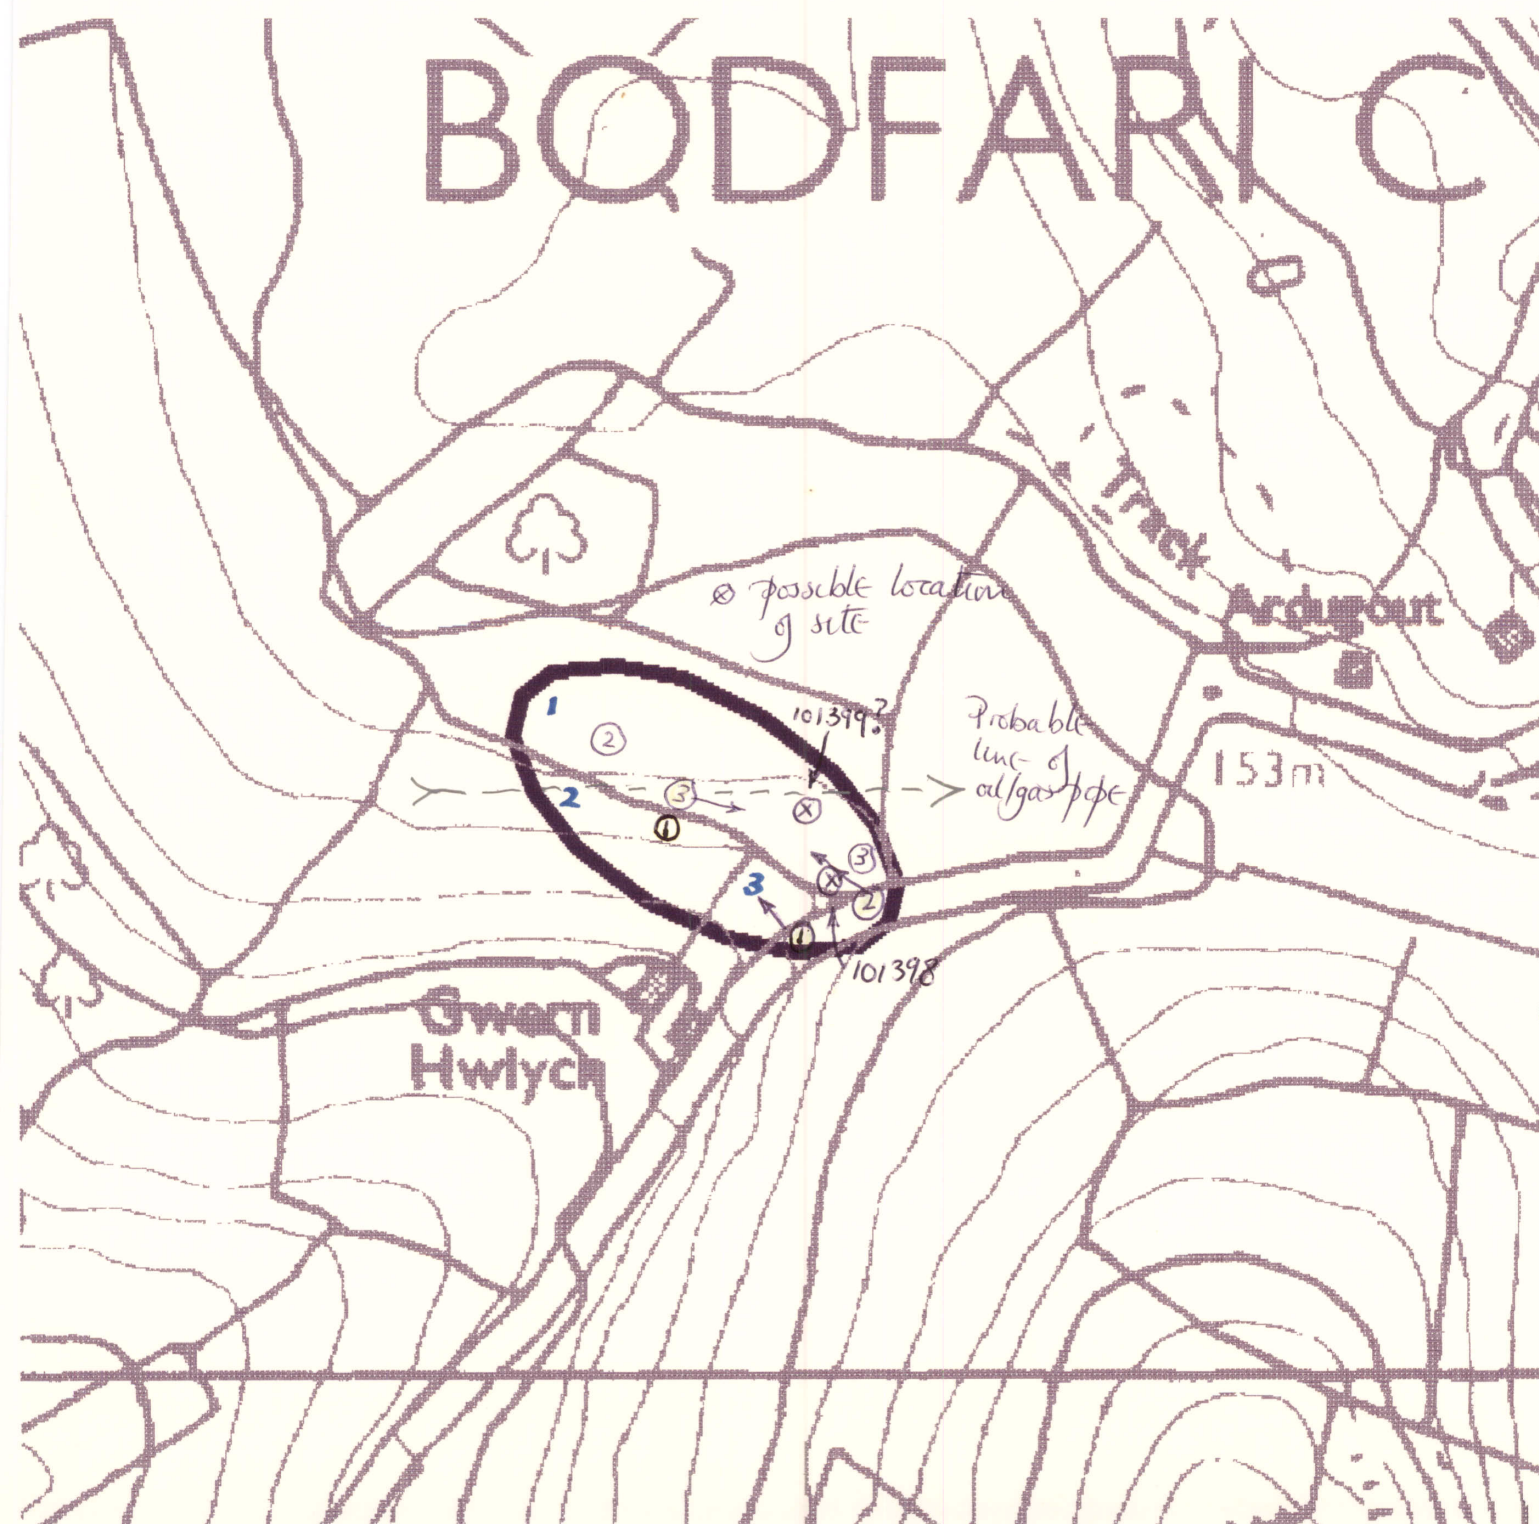 BODFARI C
Track
⊗ possible location
of site
Ardugout
1
101399?
Probable
line of
oil/gas pipe
153m
2
3
2
1
3
3
2
1
101398
Gwern
Hwlych